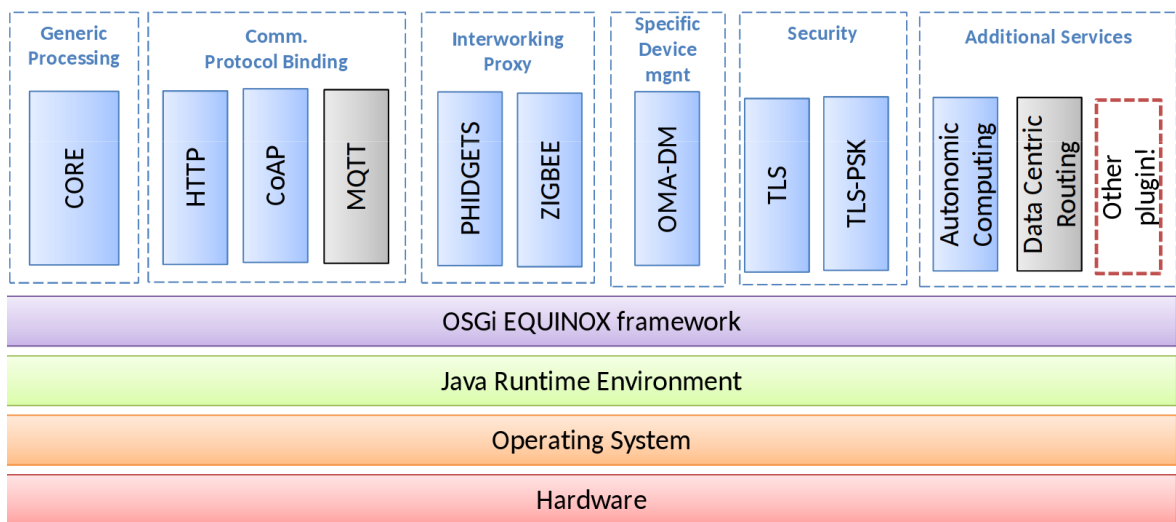 Generic
Processing
Comm.
Protocol Binding
Interworking
Proxy
Specific
Device
mgnt
Security
Additional Services
CORE
HTTP
CoAP
MQTT
PHIDGETS
ZIGBEE
OMA-DM
TLS
TLS-PSK
Autonomic
Computing
Data Centric
Routing
Other
plugin!
OSGi EQUINOX framework
Java Runtime Environment
Operating System
Hardware